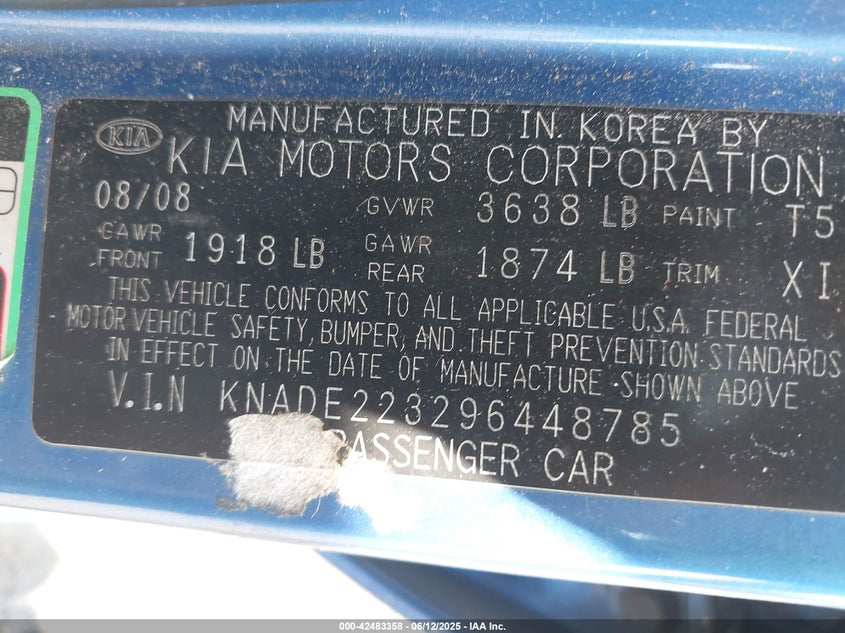 KIA
MANUFACTURED IN KOREA BY
KIA MOTORS CORPORATION
08/08 GVWR 3638 LB PAINT T5
GAWR FRONT 1918 LB GAWR REAR 1874 LB TRIM XI
THIS VEHICLE CONFORMS TO ALL APPLICABLE U.S.A. FEDERAL
MOTOR VEHICLE SAFETY, BUMPER, AND THEFT PREVENTION STANDARDS
IN EFFECT ON THE DATE OF MANUFACTURE SHOWN ABOVE
V.I.N KNADE223296448785
PASSENGER CAR
000-42483358 - 06/12/2025 - IAA Inc.